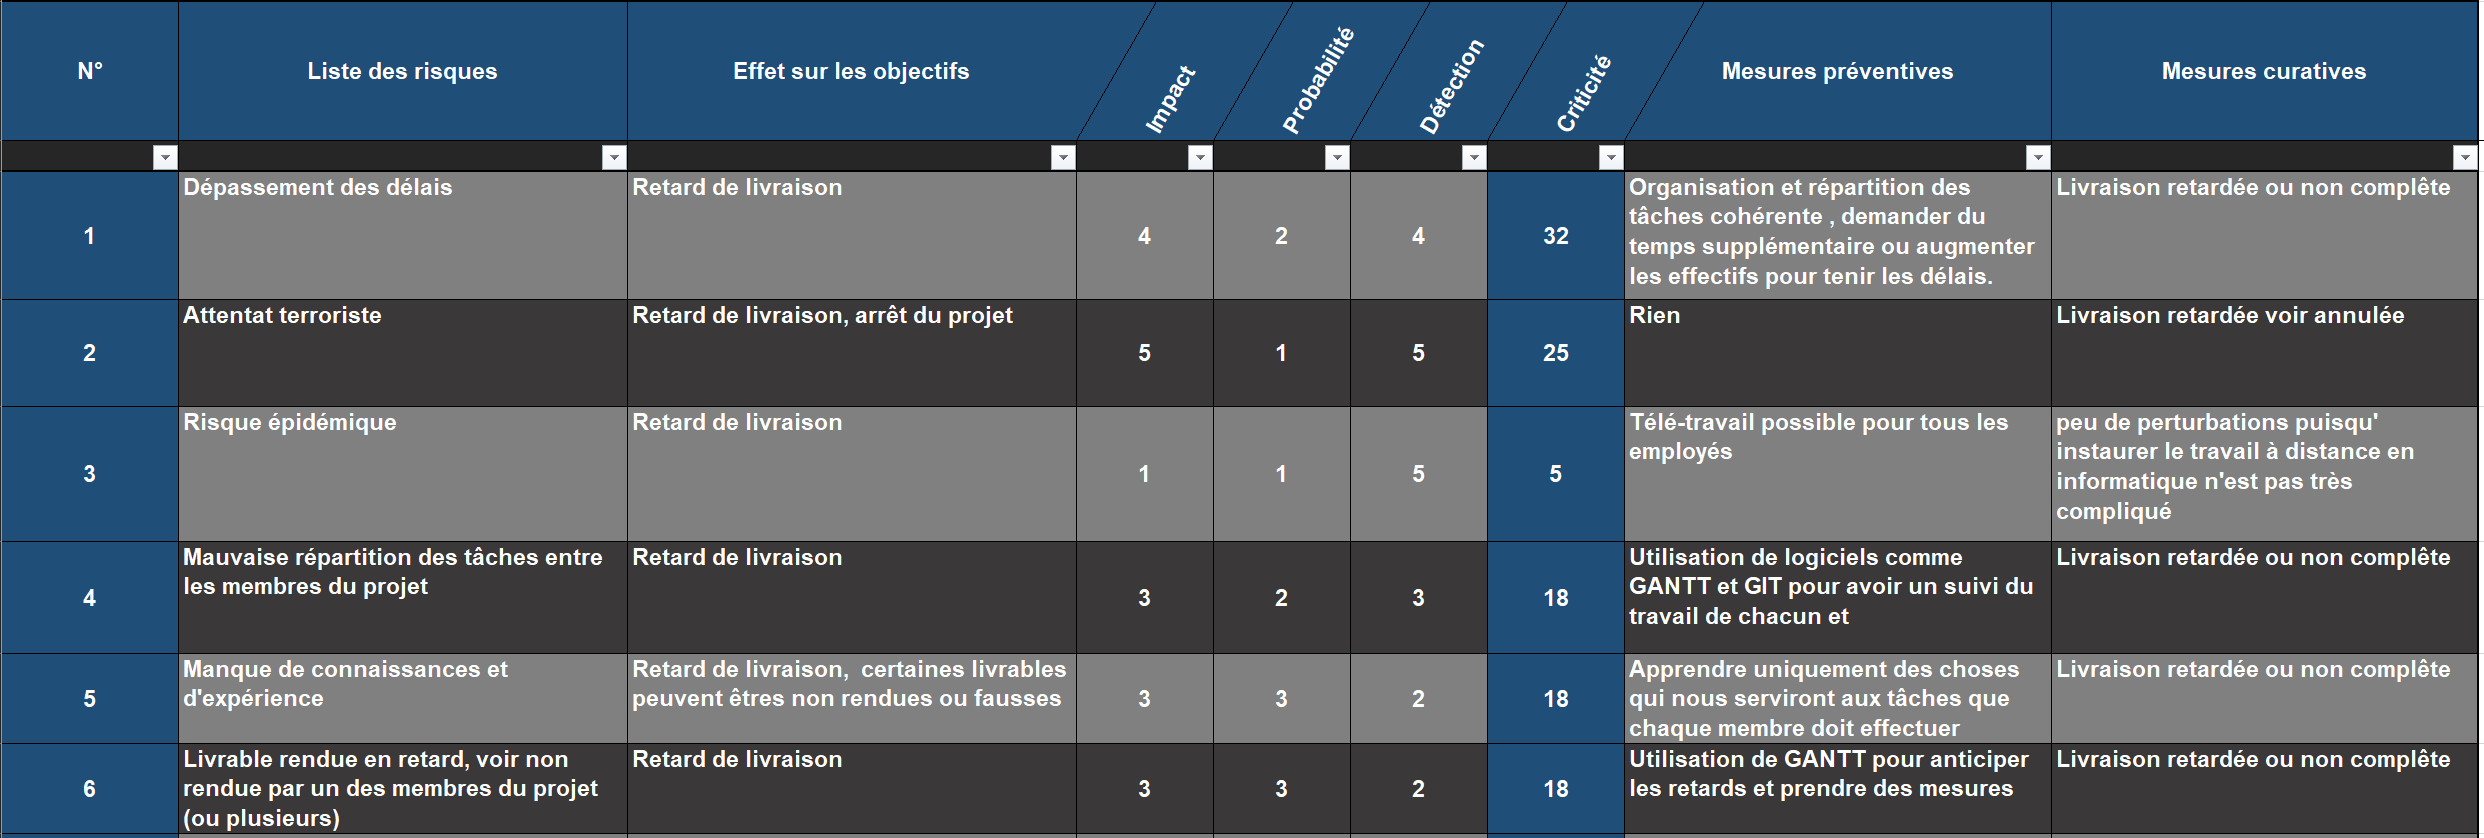 N°
Liste des risques
Effet sur les objectifs
Impact
Probabilité
Détection
Criticité
Mesures préventives
Mesures curatives
1
Dépassement des délais
Retard de livraison
4
2
4
32
Organisation et répartition des
tâches cohérente , demander du
temps supplémentaire ou augmenter
les effectifs pour tenir les délais.
Livraison retardée ou non complête
2
Attentat terroriste
Retard de livraison, arrêt du projet
5
1
5
25
Rien
Livraison retardée voir annulée
3
Risque épidémique
Retard de livraison
1
1
5
5
Télé-travail possible pour tous les
employés
peu de perturbations puisqu'
instaurer le travail à distance en
informatique n'est pas très
compliqué
4
Mauvaise répartition des tâches entre
les membres du projet
Retard de livraison
3
2
3
18
Utilisation de logiciels comme
GANTT et GIT pour avoir un suivi du
travail de chacun et
Livraison retardée ou non complête
5
Manque de connaissances et
d'expérience
Retard de livraison,  certaines livrables
peuvent êtres non rendues ou fausses
3
3
2
18
Apprendre uniquement des choses
qui nous serviront aux tâches que
chaque membre doit effectuer
Livraison retardée ou non complête
6
Livrable rendue en retard, voir non
rendue par un des membres du projet
(ou plusieurs)
Retard de livraison
3
3
2
18
Utilisation de GANTT pour anticiper
les retards et prendre des mesures
Livraison retardée ou non complête